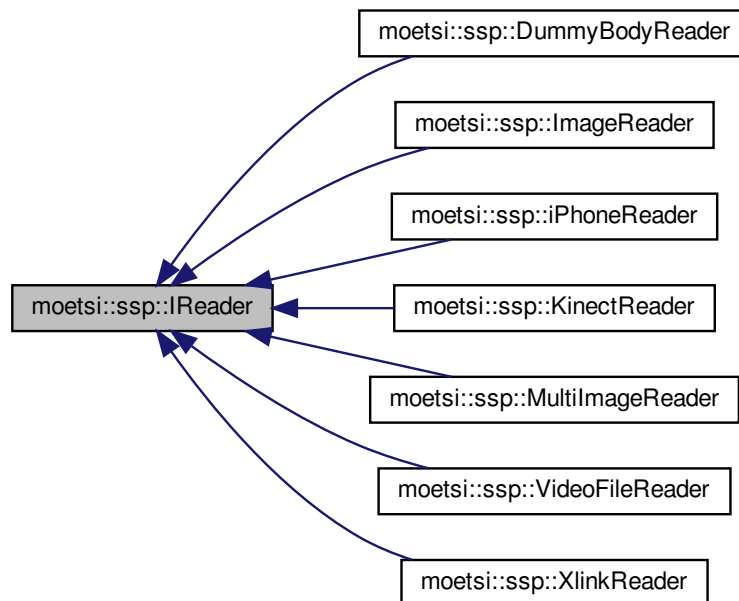 moetsi::ssp::DummyBodyReader
moetsi::ssp::ImageReader
moetsi::ssp::iPhoneReader
moetsi::ssp::IReader
moetsi::ssp::KinectReader
moetsi::ssp::MultiImageReader
moetsi::ssp::VideoFileReader
moetsi::ssp::XlinkReader